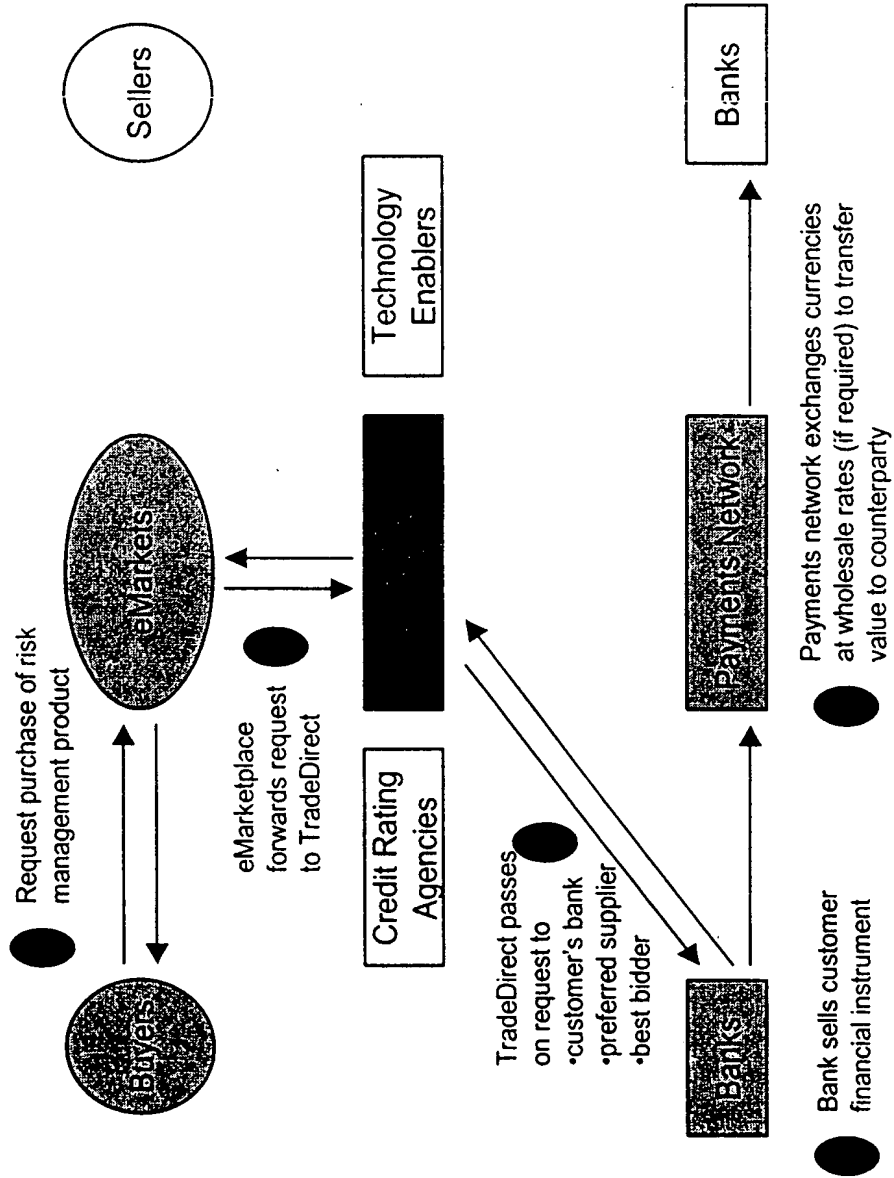 Request purchase of risk
management product
Buyers
eMarkets
Sellers
eMarketplace
forwards request
to TradeDirect
Credit Rating
Agencies
Technology
Enablers
TradeDirect passes
on request to
•customer's bank
•preferred supplier
•best bidder
Banks
Payments Network
Banks
Bank sells customer
financial instrument
Payments network exchanges currencies
at wholesale rates (if required) to transfer
value to counterparty